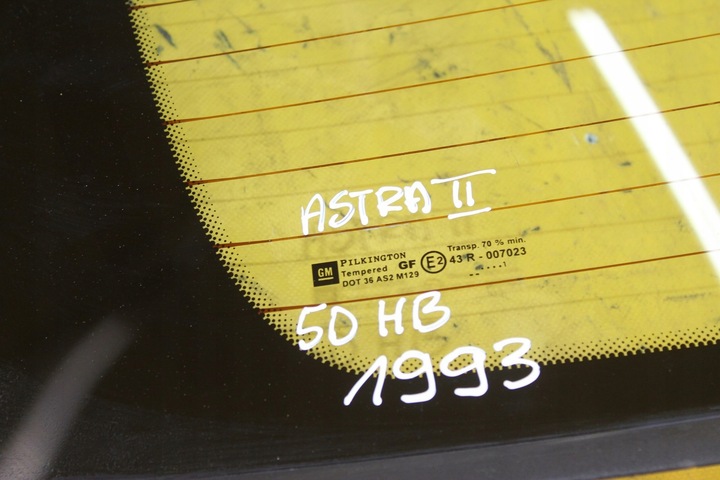 ASTRA II
GM PILKINGTON Transp. 70 % min.
Tempered GF E2 43 R - 007023
DOT 36 AS2 M129
50 HB
1993